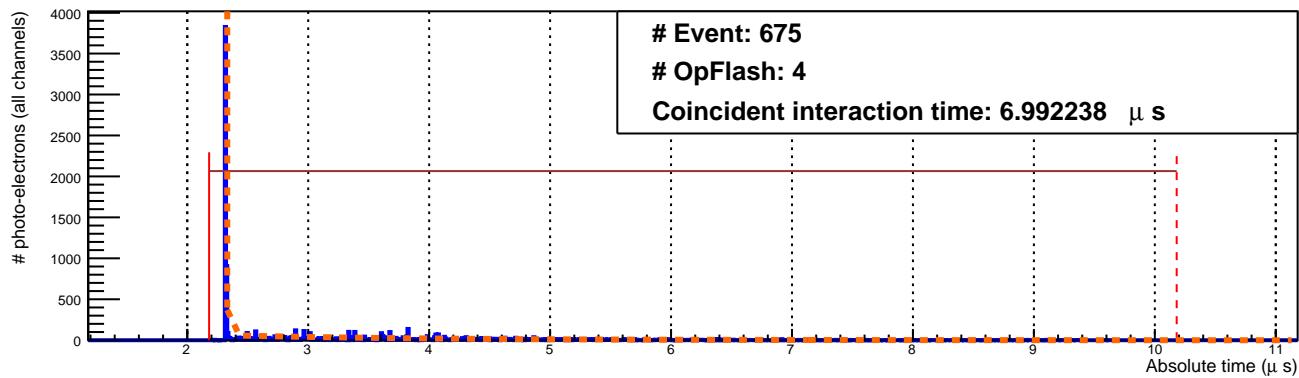 # Event: 675
# OpFlash: 4
Coincident interaction time: 6.992238 μ s
# photo-electrons (all channels)
4000
3500
3000
2500
2000
1500
1000
500
0
2 3 4 5 6 7 8 9 10 11
Absolute time (μ s)